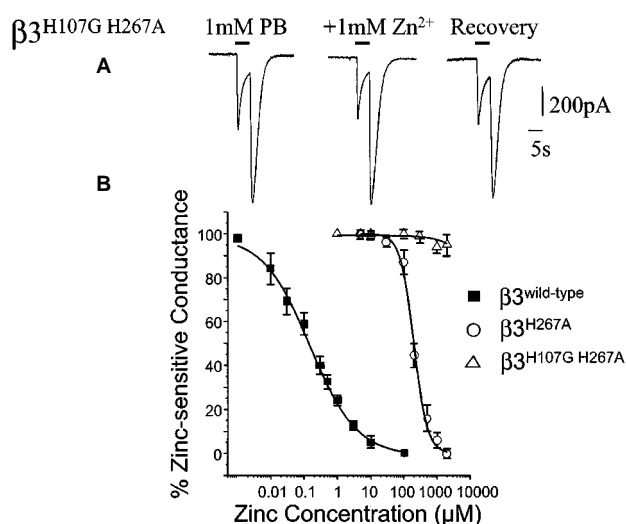 β3H107G H267A
1mM PB
+1mM Zn2+
Recovery
A
200pA
5s
B
% Zinc-sensitive Conductance
100
80
60
40
20
0
0.01 0.1 1 10 100 1000 10000
Zinc Concentration (µM)
β3wild-type
β3H267A
β3H107G H267A